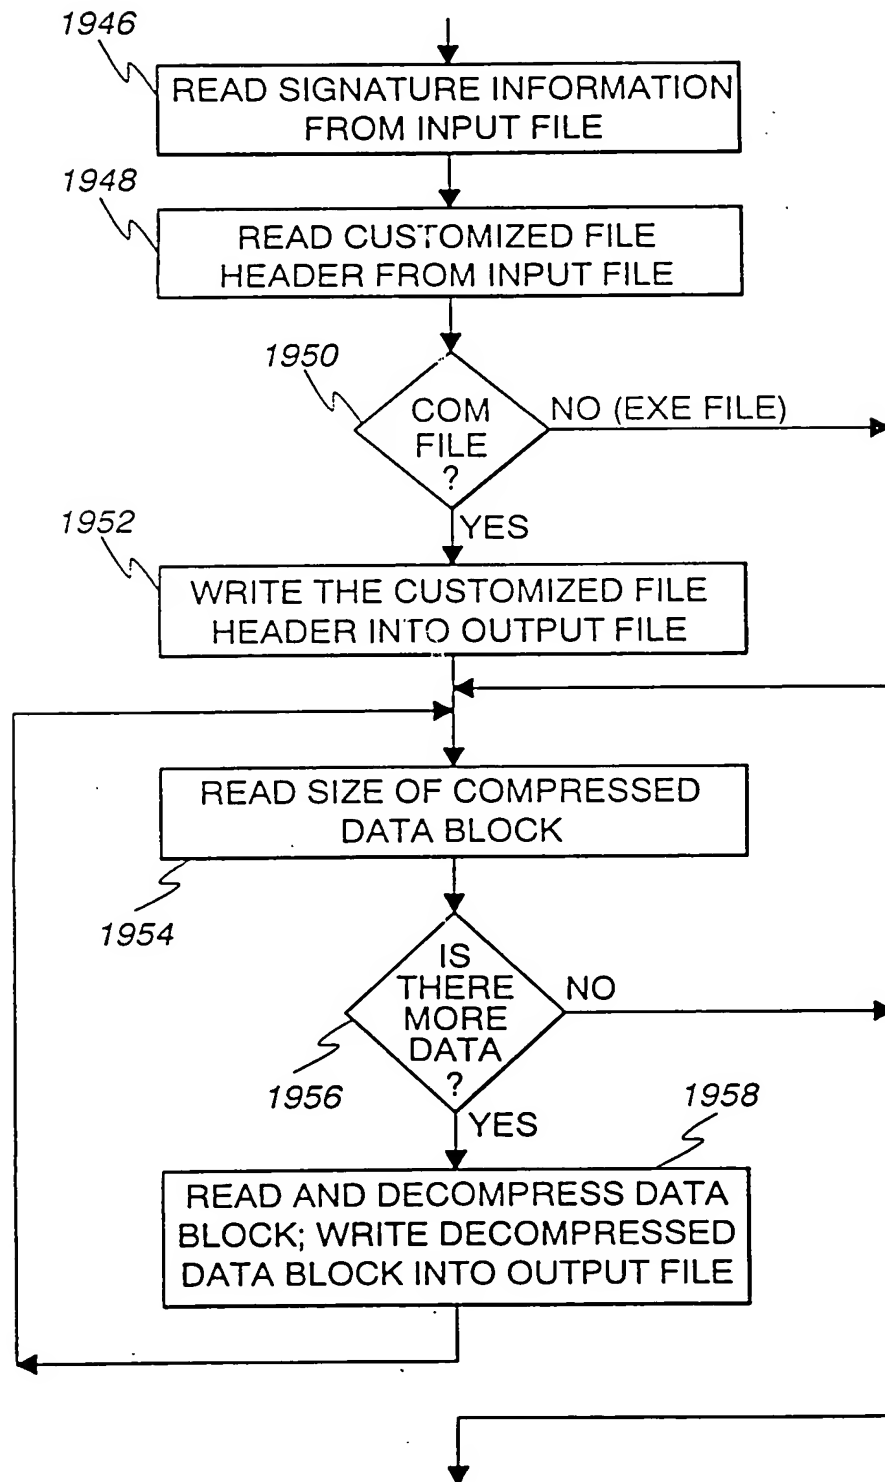 1946
READ SIGNATURE INFORMATION
FROM INPUT FILE
1948
READ CUSTOMIZED FILE
HEADER FROM INPUT FILE
1950
COM
FILE
?
NO (EXE FILE)
YES
1952
WRITE THE CUSTOMIZED FILE
HEADER INTO OUTPUT FILE
READ SIZE OF COMPRESSED
DATA BLOCK
1954
IS
THERE
MORE
DATA
?
NO
1956
YES
1958
READ AND DECOMPRESS DATA
BLOCK; WRITE DECOMPRESSED
DATA BLOCK INTO OUTPUT FILE